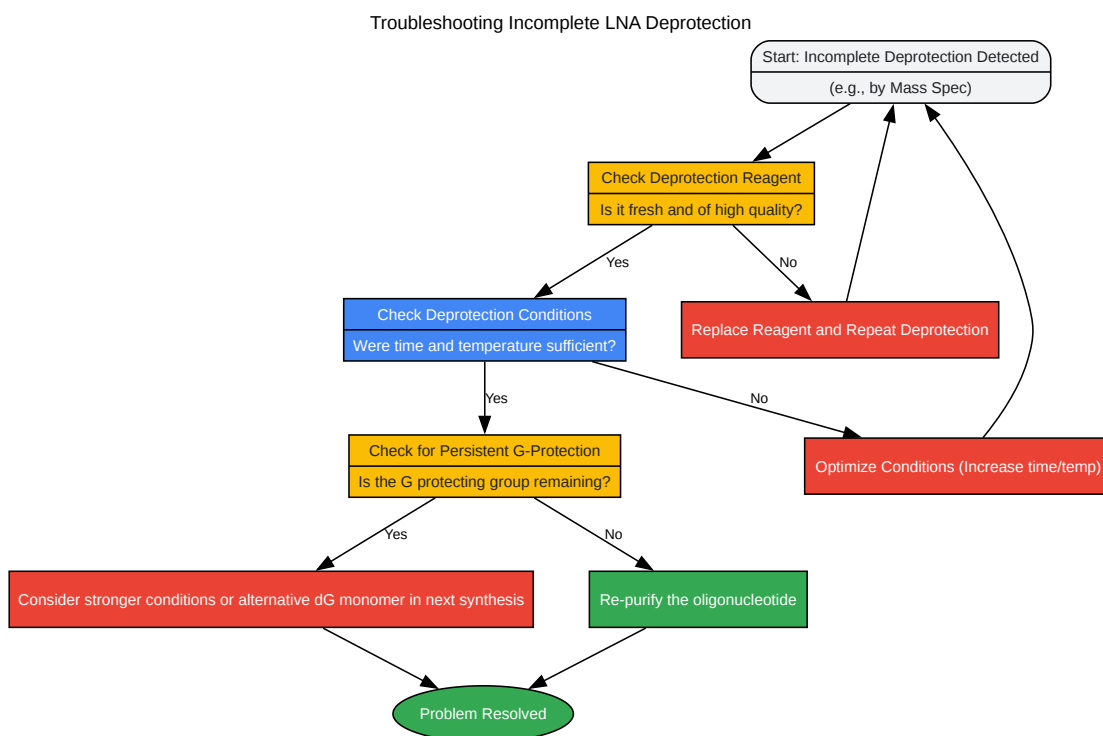 Troubleshooting Incomplete LNA Deprotection
Start: Incomplete Deprotection Detected
(e.g., by Mass Spec)
Check Deprotection Reagent
Is it fresh and of high quality?
Yes
No
Check Deprotection Conditions
Were time and temperature sufficient?
Replace Reagent and Repeat Deprotection
Yes
No
Check for Persistent G-Protection
Is the G protecting group remaining?
Optimize Conditions (Increase time/temp)
Yes
No
Consider stronger conditions or alternative dG monomer in next synthesis
Re-purify the oligonucleotide
Problem Resolved